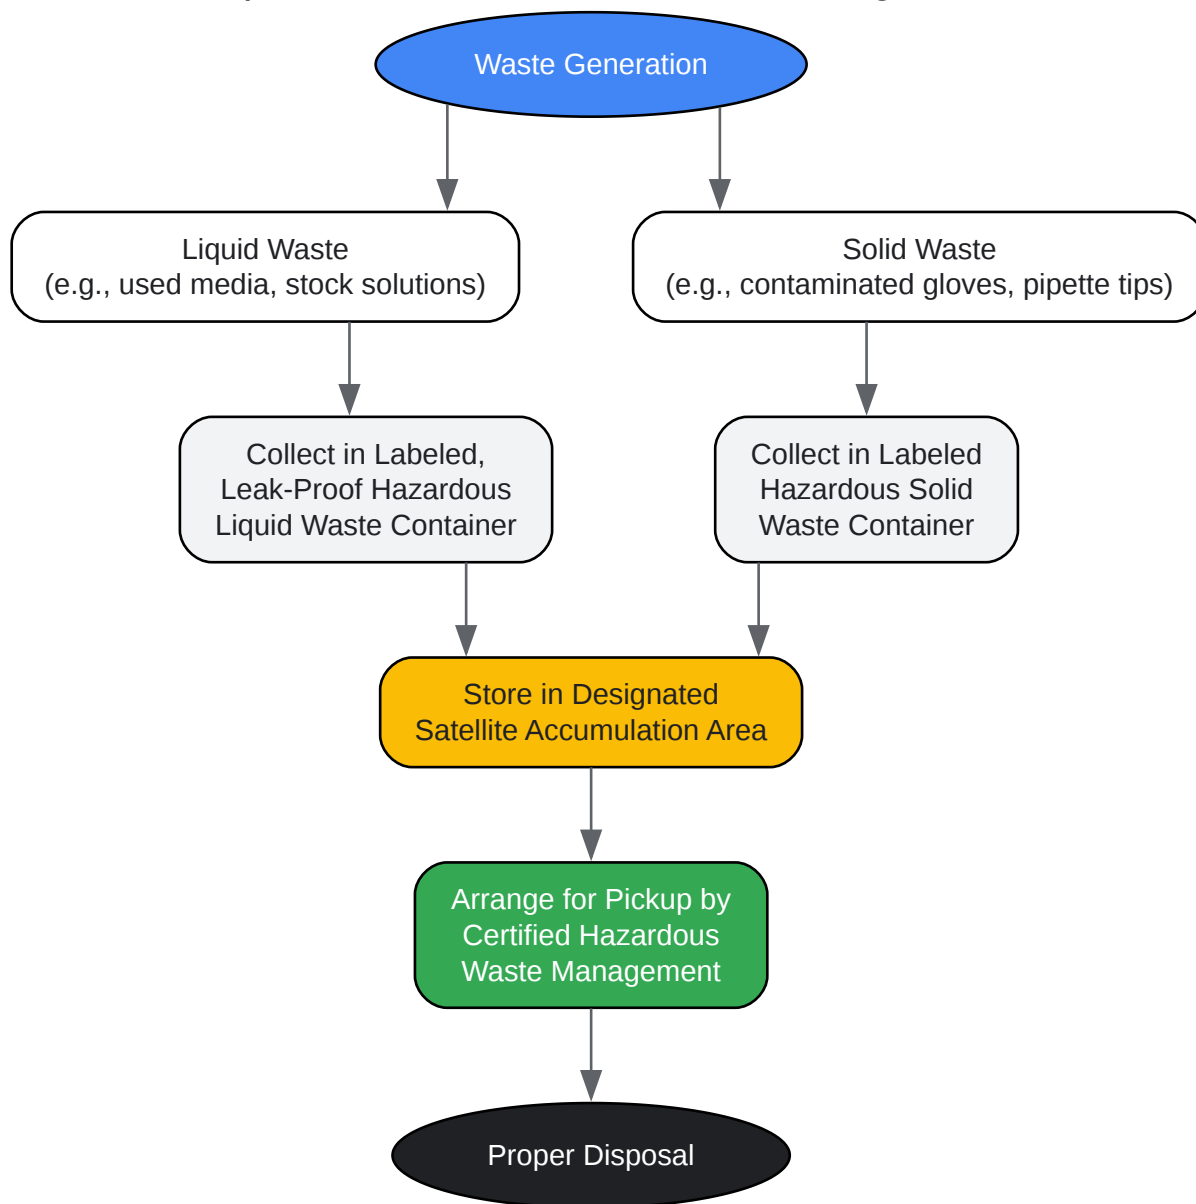 Waste Generation
Liquid Waste
(e.g., used media, stock solutions)
Solid Waste
(e.g., contaminated gloves, pipette tips)
Collect in Labeled,
Leak-Proof Hazardous
Liquid Waste Container
Collect in Labeled
Hazardous Solid
Waste Container
Store in Designated
Satellite Accumulation Area
Arrange for Pickup by
Certified Hazardous
Waste Management
Proper Disposal